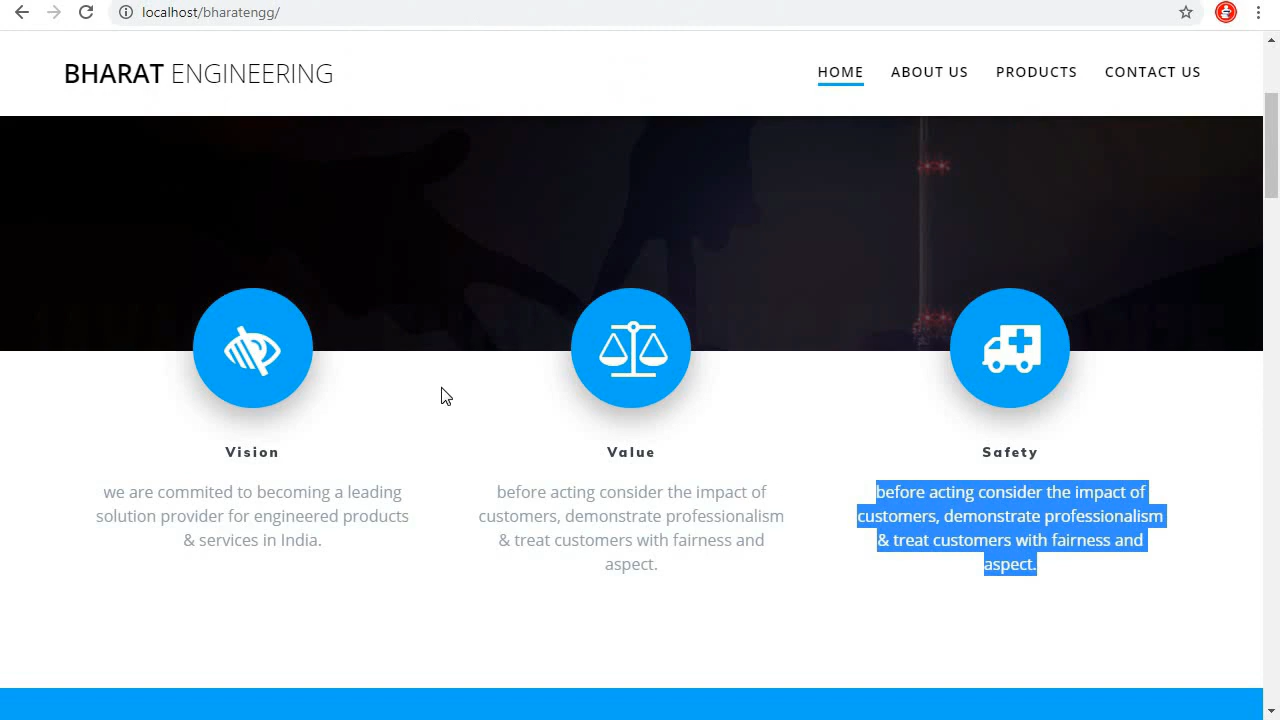 localhost/bharatengg/
BHARAT ENGINEERING
HOME ABOUT US PRODUCTS CONTACT US
Vision
we are commited to becoming a leading
solution provider for engineered products
& services in India.
Value
before acting consider the impact of
customers, demonstrate professionalism
& treat customers with fairness and
aspect.
Safety
before acting consider the impact of
customers, demonstrate professionalism
& treat customers with fairness and
aspect.